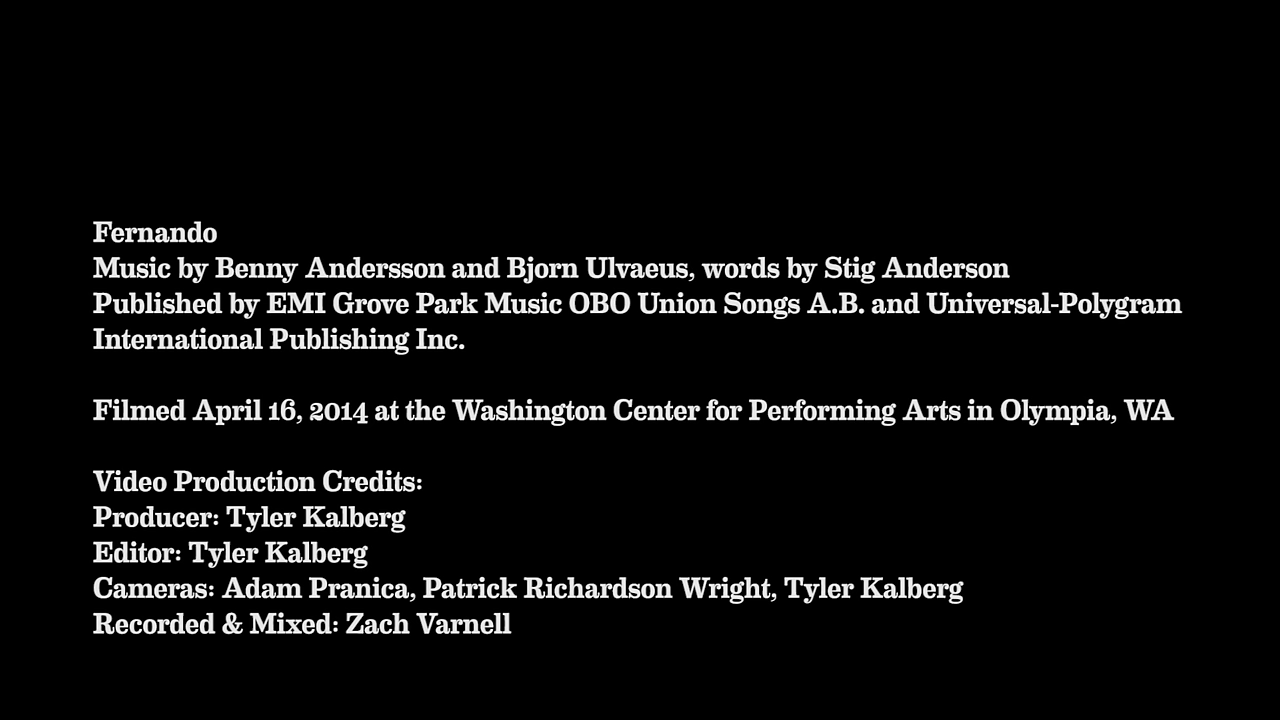 Fernando
Music by Benny Andersson and Bjorn Ulvaeus, words by Stig Anderson
Published by EMI Grove Park Music OBO Union Songs A.B. and Universal-Polygram
International Publishing Inc.
Filmed April 16, 2014 at the Washington Center for Performing Arts in Olympia, WA
Video Production Credits:
Producer: Tyler Kalberg
Editor: Tyler Kalberg
Cameras: Adam Pranica, Patrick Richardson Wright, Tyler Kalberg
Recorded & Mixed: Zach Varnell